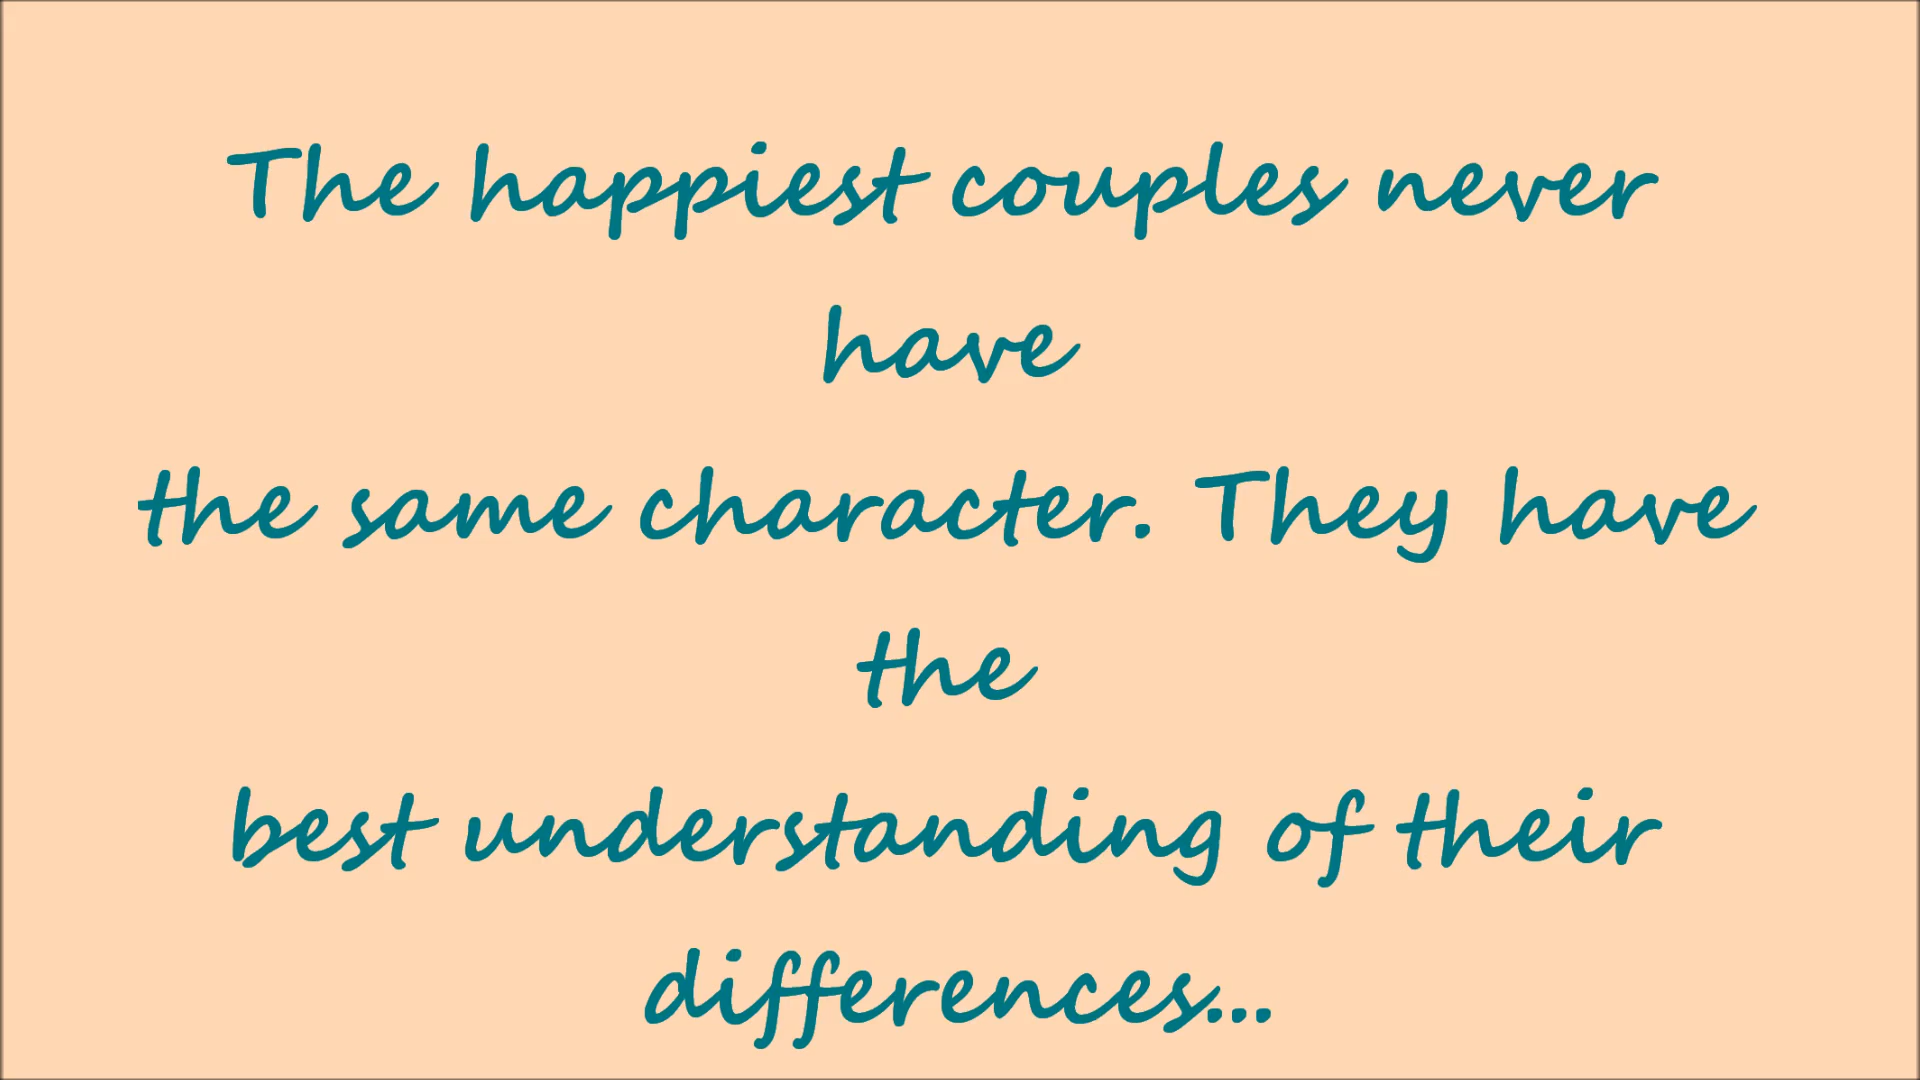 The happiest couples never
have
the same character. They have
the
best understanding of their
differences...